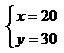 x = 20
y = 30